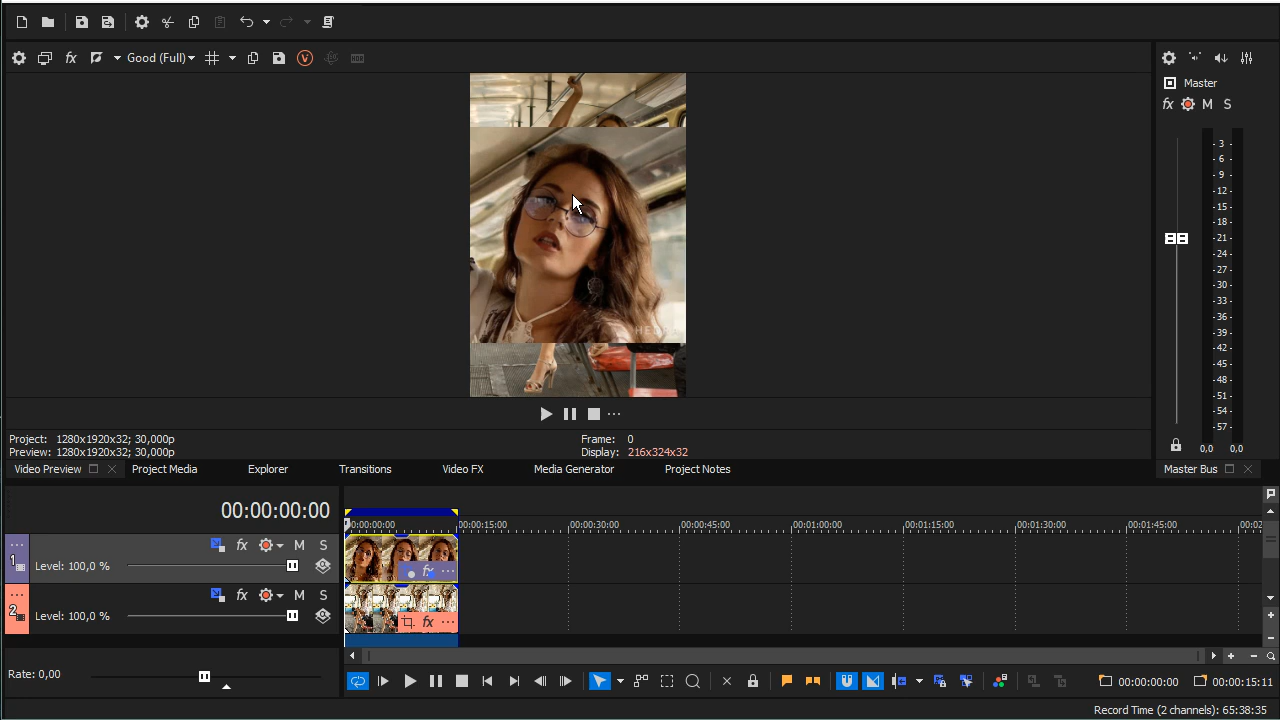 Good (Full)
Master
fx M S
- 3 -
- 6 -
- 9 -
- 12 -
- 15 -
- 18 -
- 21 -
- 24 -
- 27 -
- 30 -
- 33 -
- 36 -
- 39 -
- 42 -
- 45 -
- 48 -
- 51 -
- 54 -
- 57 -
0,0 0,0
Project: 1280x1920x32; 30,000p
Preview: 1280x1920x32; 30,000p
Frame: 0
Display: 216x324x32
Video Preview Project Media Explorer Transitions Video FX Media Generator Project Notes Master Bus
00:00:00:00
00:00:15:00 00:00:30:00 00:00:45:00 00:01:00:00 00:01:15:00 00:01:30:00 00:01:45:00
1 fx M S
Level: 100,0 %
fx
2 fx M S
Level: 100,0 %
fx
Rate: 0,00
00:00:00:00 00:00:15:11
Record Time (2 channels): 65:38:35